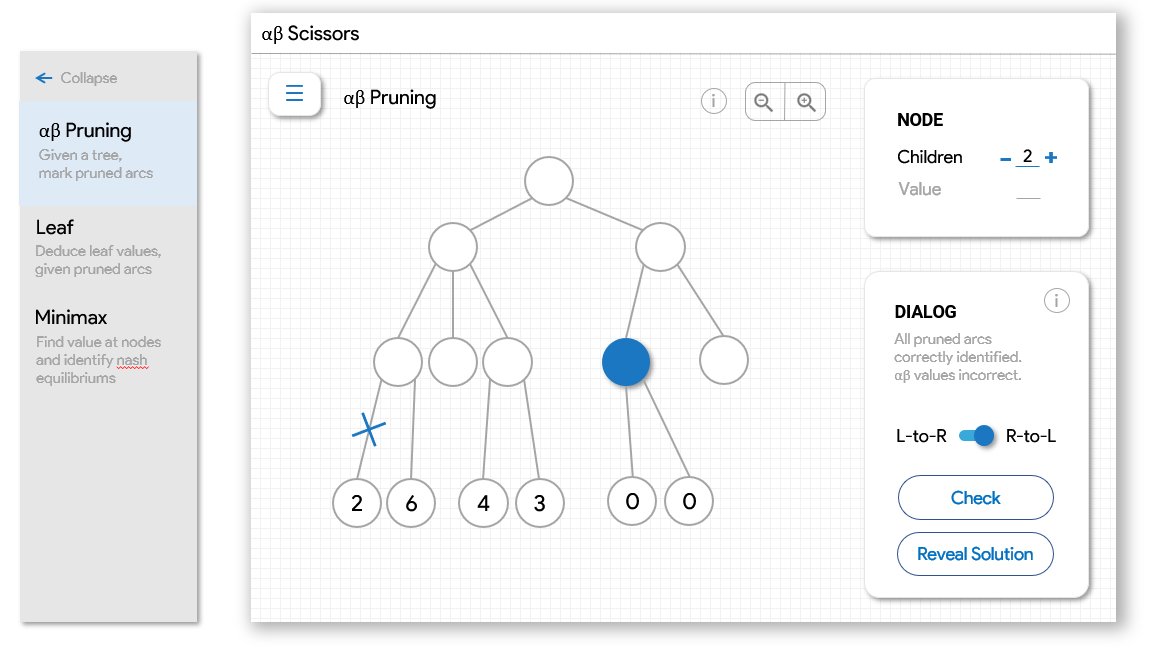 αβ Scissors
Collapse
αβ Pruning
Given a tree,
mark pruned arcs
Leaf
Deduce leaf values,
given pruned arcs
Minimax
Find value at nodes
and identify nash
equilibriums
αβ Pruning
i
2 6 4 3 0 0
NODE
Children – 2 +
Value
DIALOG
i
All pruned arcs
correctly identified.
αβ values incorrect.
L-to-R R-to-L
Check
Reveal Solution